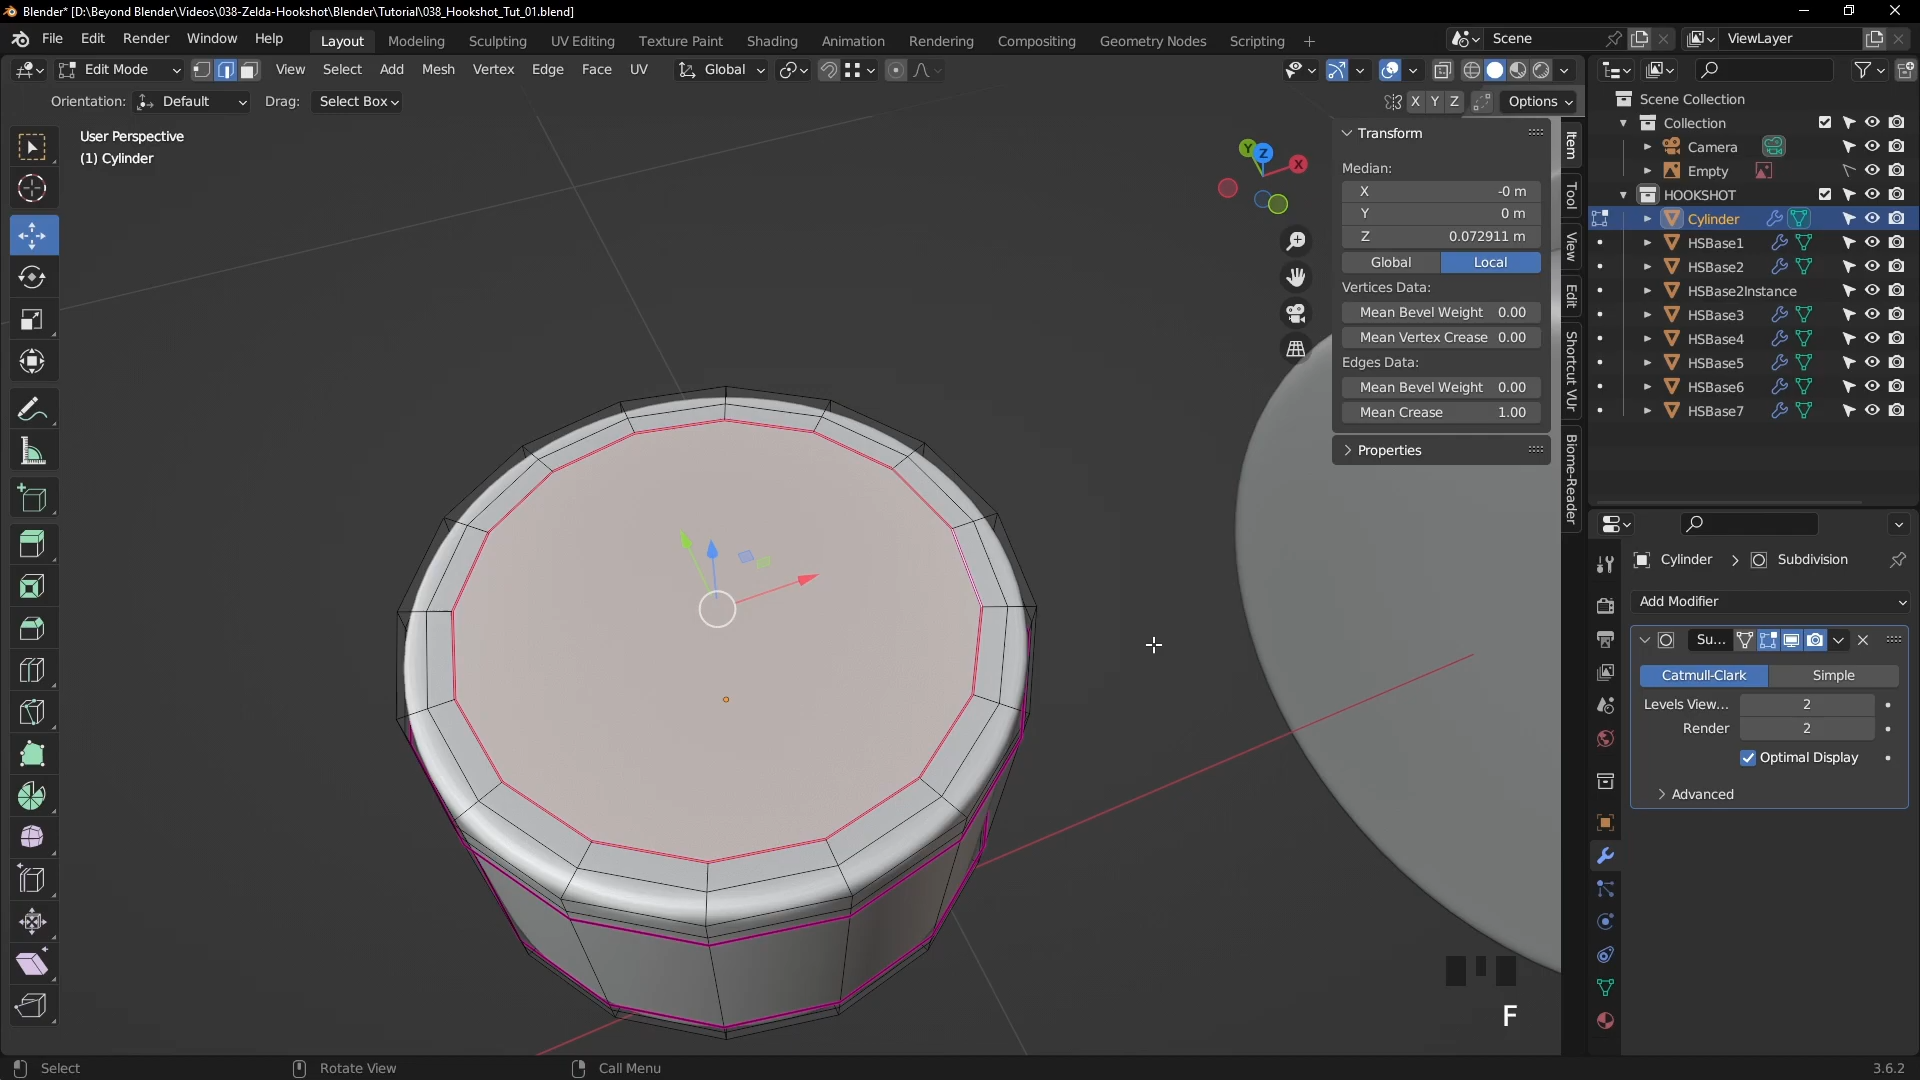 Blender* [D:\Beyond Blender\Videos\038-Zelda-Hookshot\Blender\Tutorial\038_Hookshot_Tut_01.blend]
File Edit Render Window Help Layout Modeling Sculpting UV Editing Texture Paint Shading Animation Rendering Compositing Geometry Nodes Scripting + Scene ViewLayer
Edit Mode View Select Add Mesh Vertex Edge Face UV Global
Orientation: Default Drag: Select Box X Y Z Options
User Perspective
(1) Cylinder
Y Z X
Transform
Median:
X -0 m
Y 0 m
Z 0.072911 m
Global Local
Vertices Data:
Mean Bevel Weight 0.00
Mean Vertex Crease 0.00
Edges Data:
Mean Bevel Weight 0.00
Mean Crease 1.00
Properties
Item
Tool
View
Edit
Shortcut VUr
Biome-Reader
Scene Collection
Collection
Camera
Empty
HOOKSHOT
Cylinder
HSBase1
HSBase2
HSBase2Instance
HSBase3
HSBase4
HSBase5
HSBase6
HSBase7
Cylinder > Subdivision
Add Modifier
Su...
Catmull-Clark Simple
Levels View... 2
Render 2
Optimal Display
Advanced
F
Select Rotate View Call Menu 3.6.2